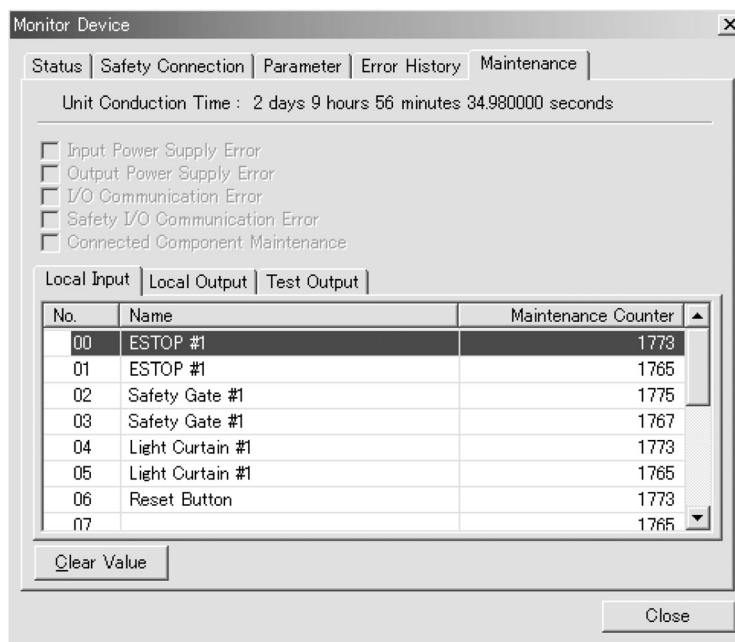 Monitor Device
Status Safety Connection Parameter Error History Maintenance
Unit Conduction Time : 2 days 9 hours 56 minutes 34.980000 seconds
Input Power Supply Error
Output Power Supply Error
I/O Communication Error
Safety I/O Communication Error
Connected Component Maintenance
Local Input Local Output Test Output
No. Name Maintenance Counter
00 ESTOP #1 1773
01 ESTOP #1 1765
02 Safety Gate #1 1775
03 Safety Gate #1 1767
04 Light Curtain #1 1773
05 Light Curtain #1 1765
06 Reset Button 1773
07 1765
Clear Value
Close